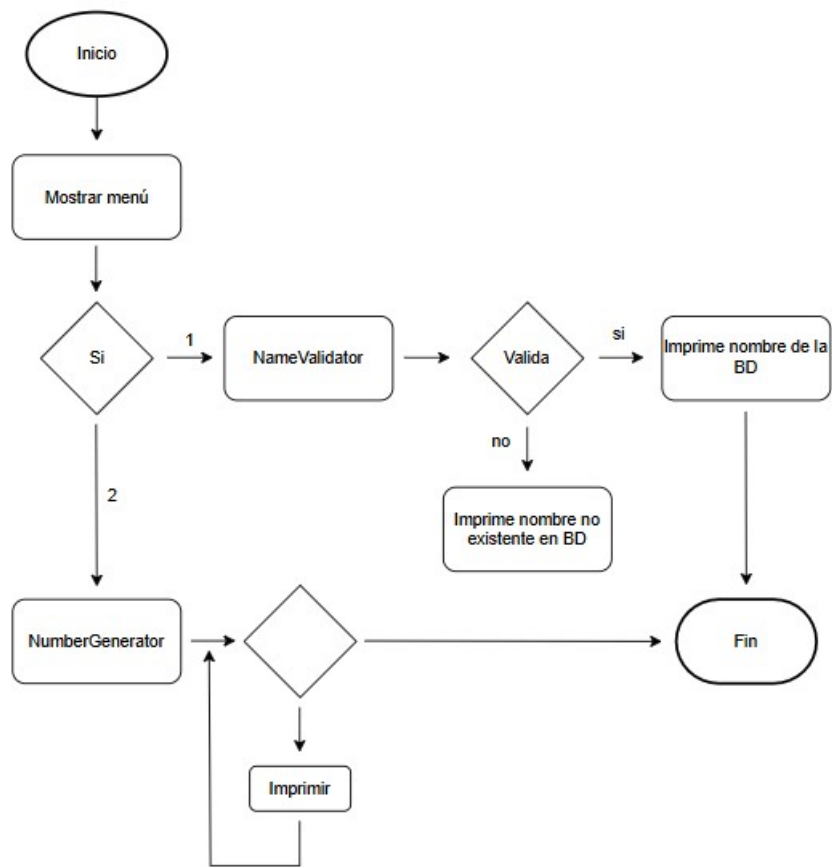 Inicio
Mostrar menú
Si
1
NameValidator
Valida
si
Imprime nombre de la
BD
no
Imprime nombre no
existente en BD
2
NumberGenerator
Fin
Imprimir